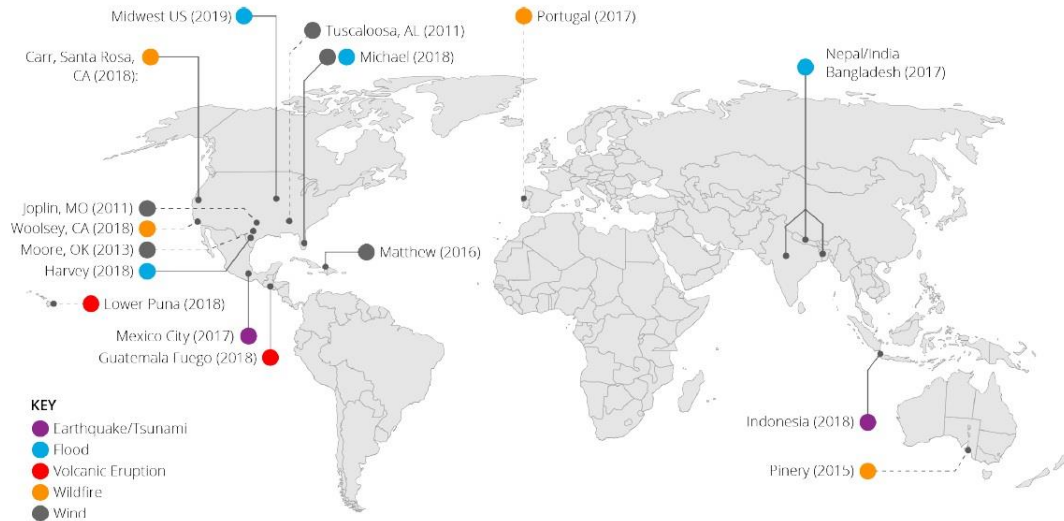 Midwest US (2019)
Tuscaloosa, AL (2011)
Portugal (2017)
Carr, Santa Rosa,
CA (2018):
Michael (2018)
Nepal/India
Bangladesh (2017)
Joplin, MO (2011)
Woolsey, CA (2018)
Moore, OK (2013)
Harvey (2018)
Matthew (2016)
Lower Puna (2018)
Mexico City (2017)
Guatemala Fuego (2018)
KEY
Earthquake/Tsunami
Flood
Volcanic Eruption
Wildfire
Wind
Indonesia (2018)
Pinery (2015)